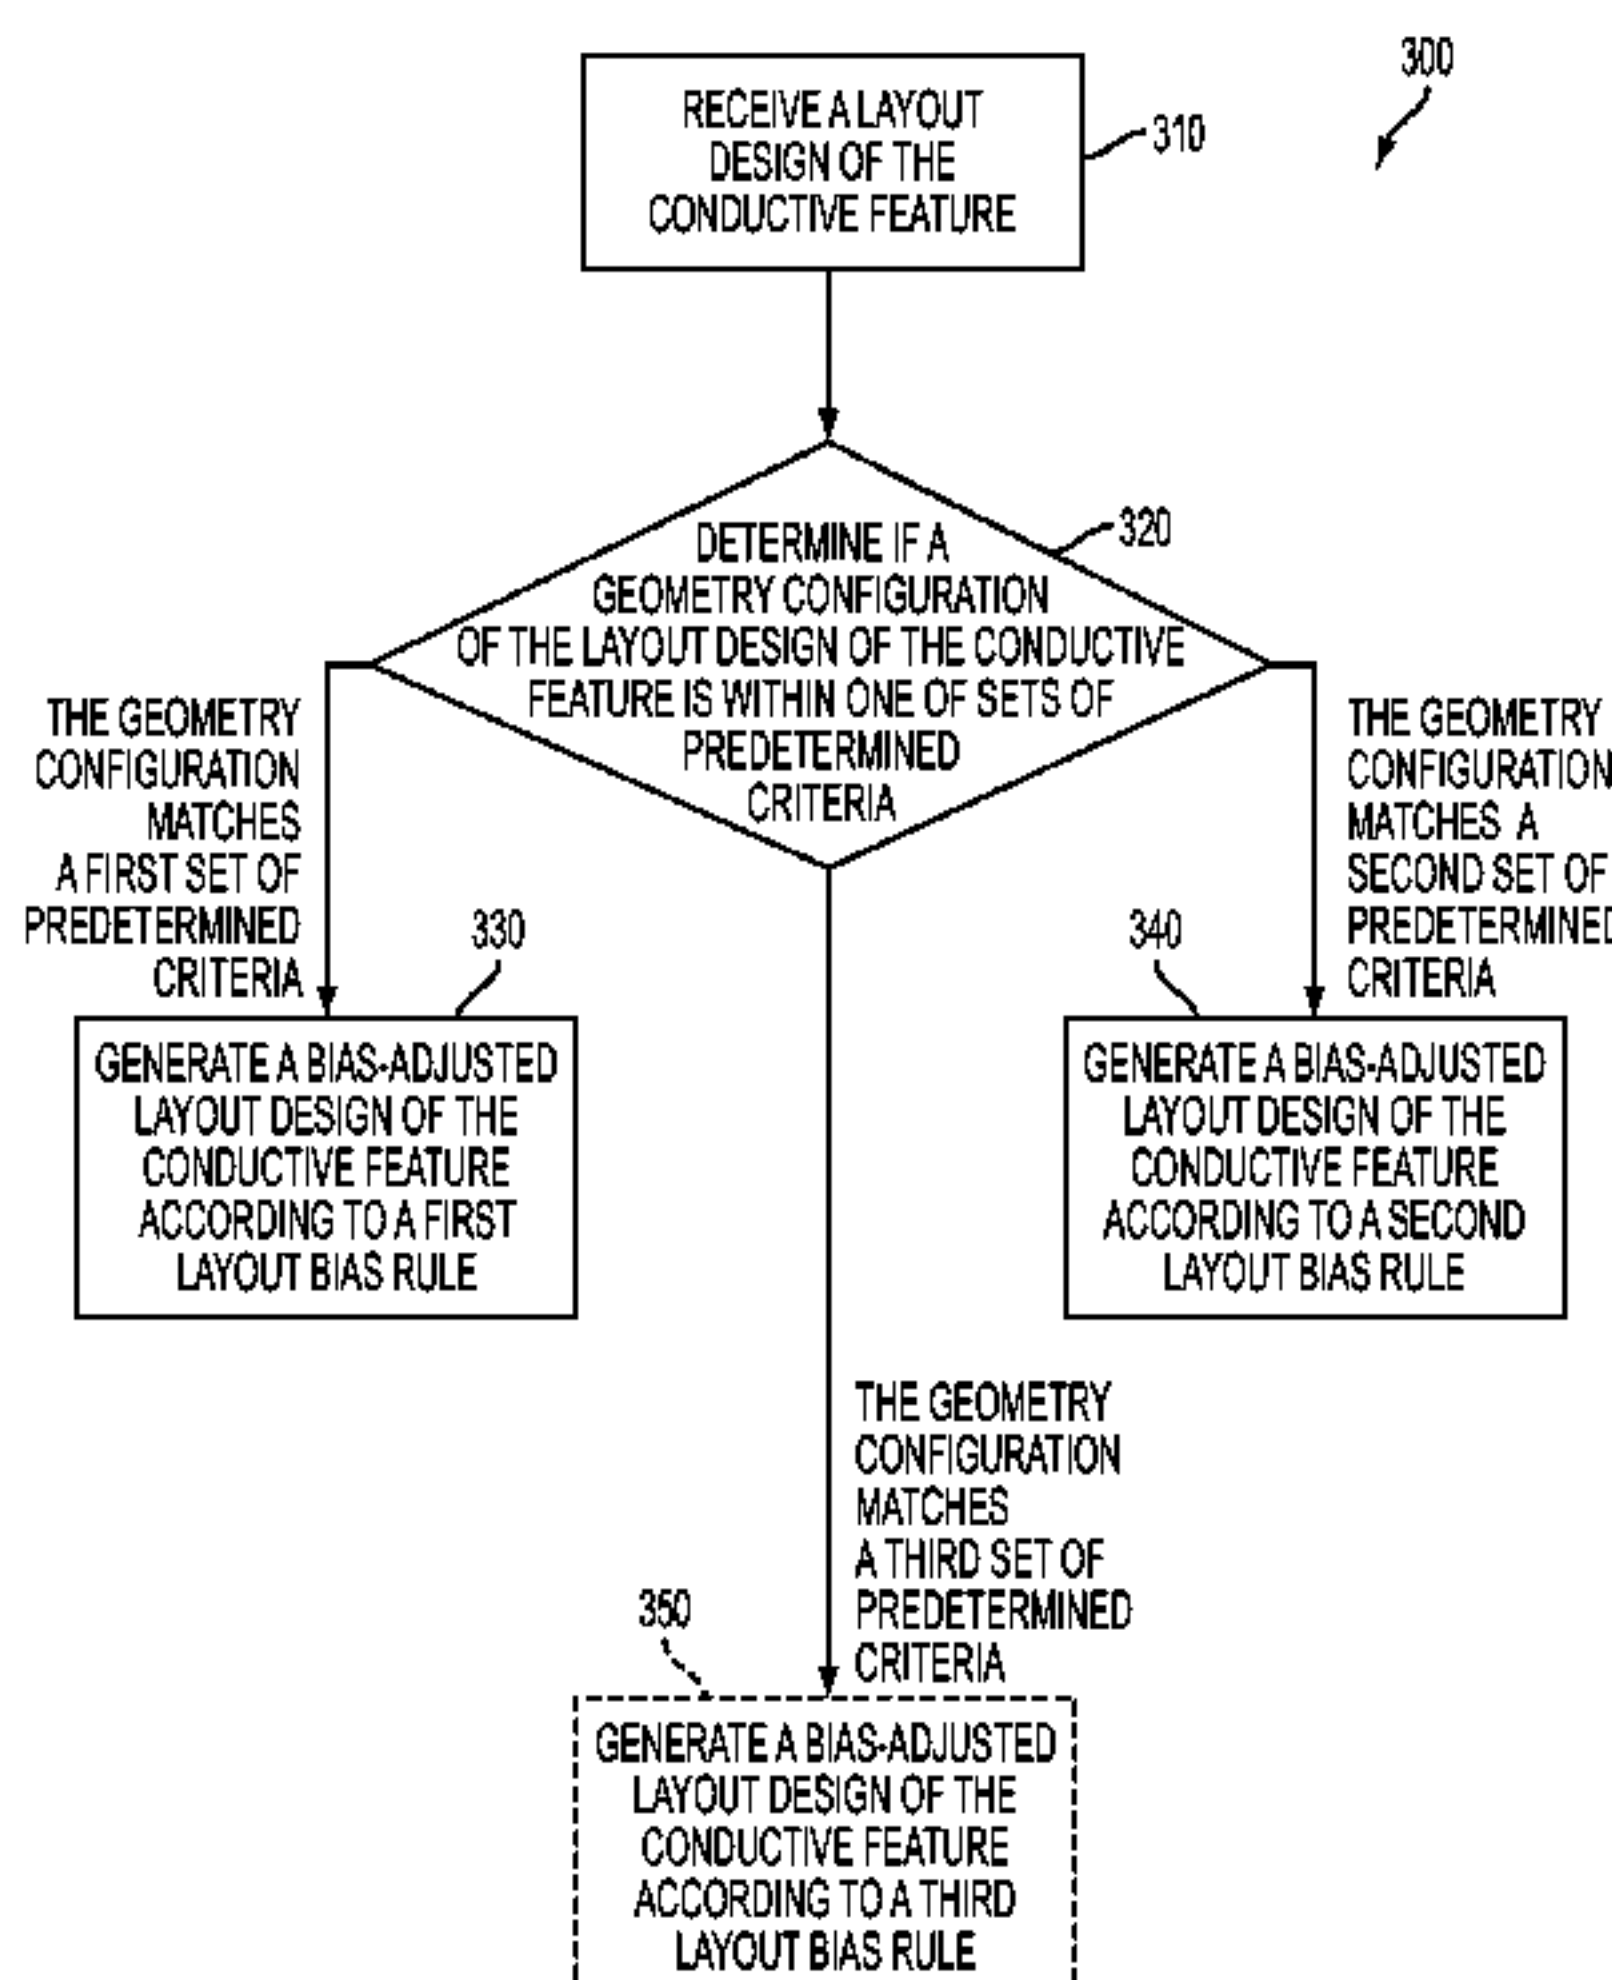 300
RECEIVE A LAYOUT
DESIGN OF THE
CONDUCTIVE FEATURE
310
DETERMINE IF A
GEOMETRY CONFIGURATION
OF THE LAYOUT DESIGN OF THE CONDUCTIVE
FEATURE IS WITHIN ONE OF SETS OF
PREDETERMINED
CRITERIA
320
THE GEOMETRY
CONFIGURATION
MATCHES
A FIRST SET OF
PREDETERMINED
CRITERIA
330
GENERATE A BIAS-ADJUSTED
LAYOUT DESIGN OF THE
CONDUCTIVE FEATURE
ACCORDING TO A FIRST
LAYOUT BIAS RULE
THE GEOMETRY
CONFIGURATION
MATCHES A
SECOND SET OF
PREDETERMINED
CRITERIA
340
GENERATE A BIAS-ADJUSTED
LAYOUT DESIGN OF THE
CONDUCTIVE FEATURE
ACCORDING TO A SECOND
LAYOUT BIAS RULE
THE GEOMETRY
CONFIGURATION
MATCHES
A THIRD SET OF
PREDETERMINED
CRITERIA
350
GENERATE A BIAS-ADJUSTED
LAYOUT DESIGN OF THE
CONDUCTIVE FEATURE
ACCORDING TO A THIRD
LAYOUT BIAS RULE